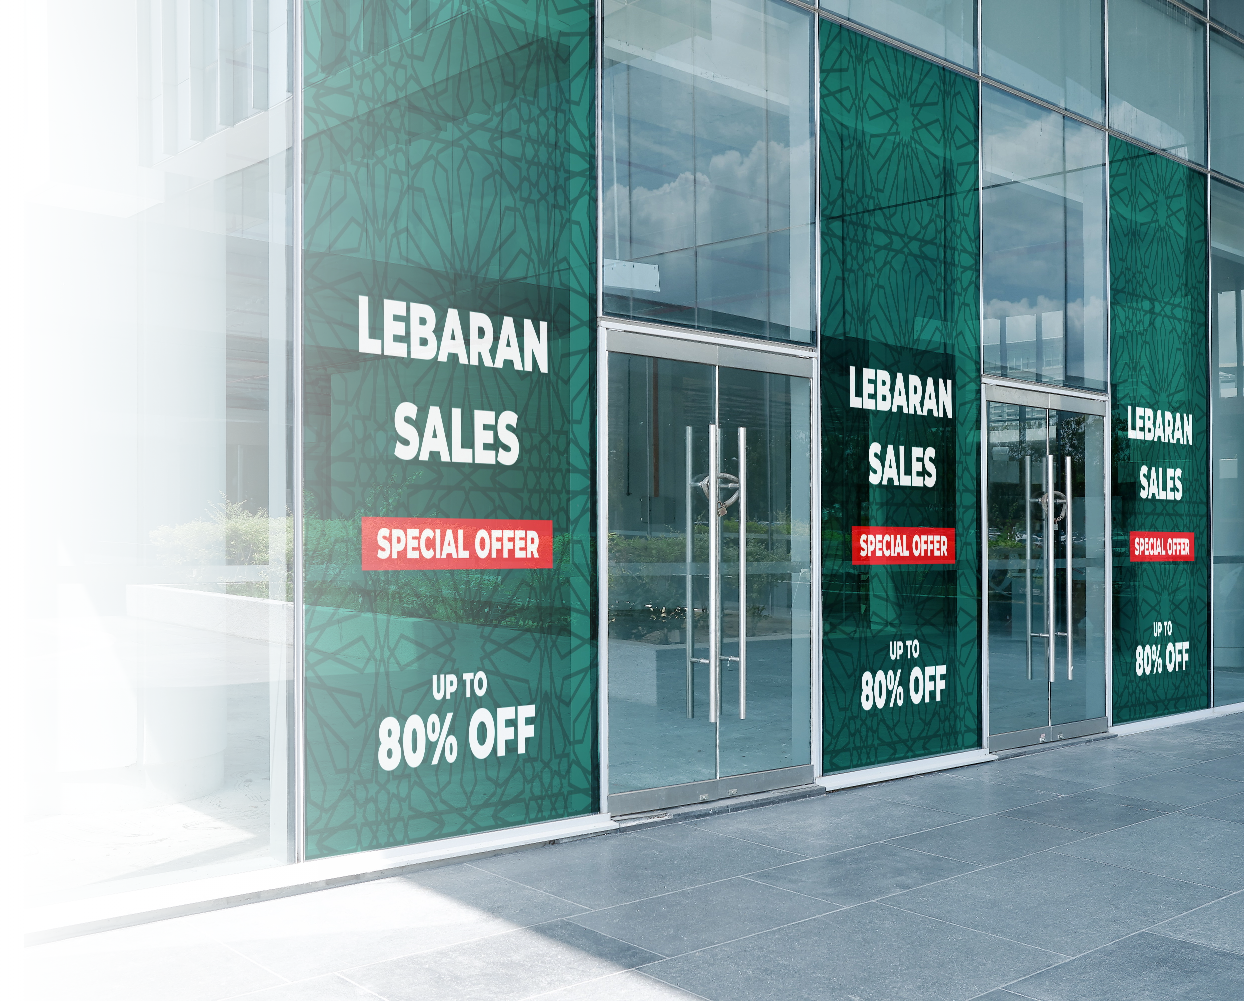 LEBARAN
SALES
SPECIAL OFFER
UP TO
80% OFF
LEBARAN
SALES
SPECIAL OFFER
UP TO
80% OFF
LEBARAN
SALES
SPECIAL OFFER
UP TO
80% OFF